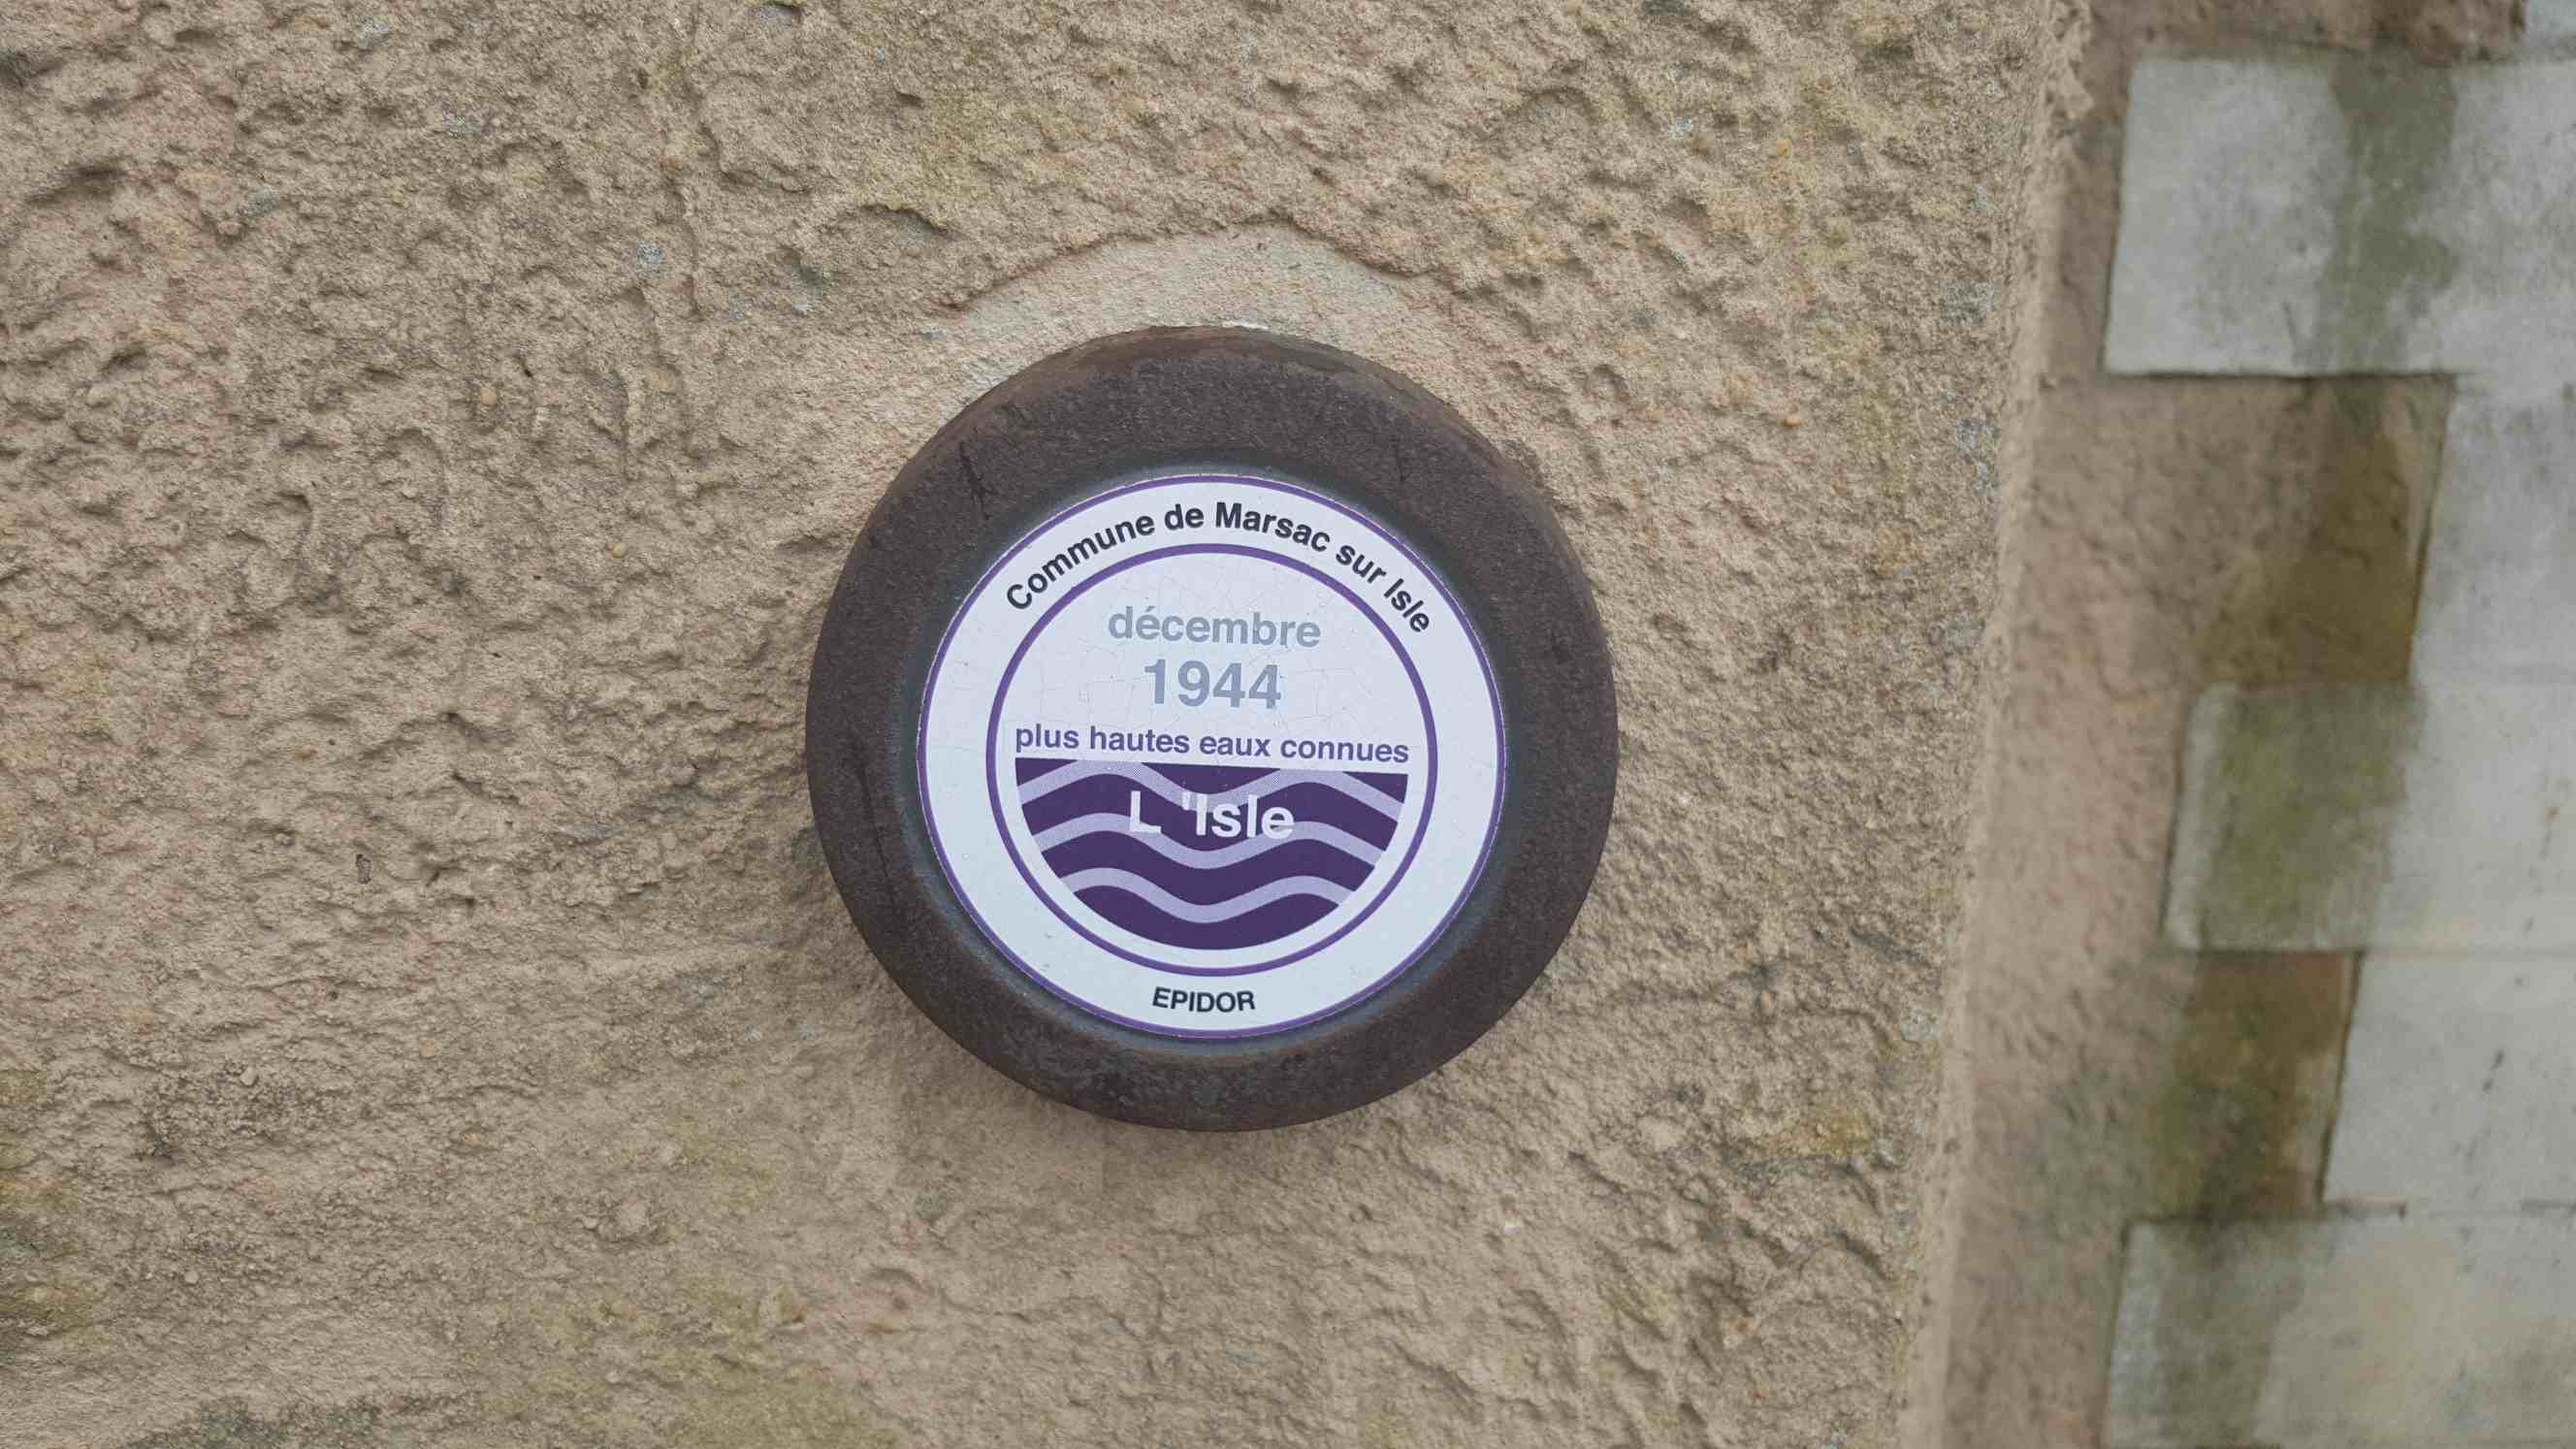 Commune de Marsac sur Isle
décembre
1944
plus hautes eaux connues
L 'Isle
EPIDOR